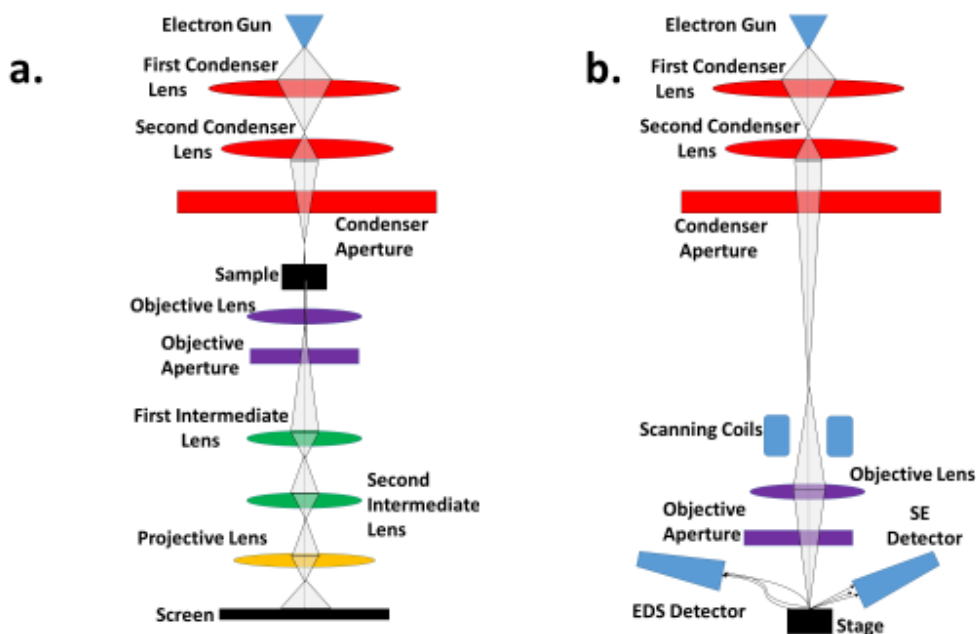 a.
Electron Gun
First Condenser
Lens
Second Condenser
Lens
Condenser
Aperture
Sample
Objective Lens
Objective
Aperture
First Intermediate
Lens
Second
Intermediate
Lens
Projective Lens
Screen
b.
Electron Gun
First Condenser
Lens
Second Condenser
Lens
Condenser
Aperture
Scanning Coils
Objective Lens
Objective
Aperture
SE
Detector
EDS Detector
Stage